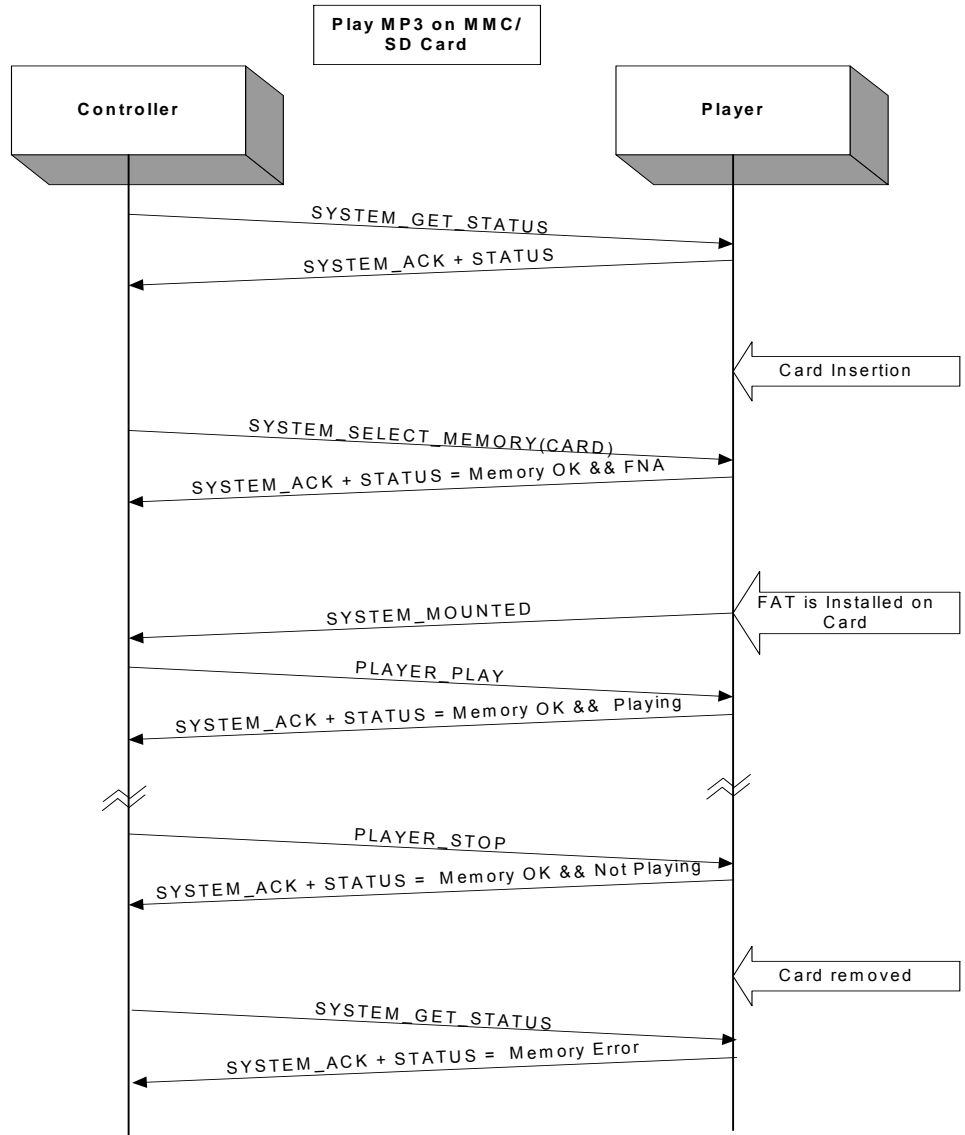 Play MP3 on MMC/
SD Card
Controller
Player
SYSTEM_GET_STATUS
SYSTEM_ACK + STATUS
Card Insertion
SYSTEM_SELECT_MEMORY(CARD)
SYSTEM_ACK + STATUS = Memory OK && FNA
FAT is Installed on
Card
SYSTEM_MOUNTED
PLAYER_PLAY
SYSTEM_ACK + STATUS = Memory OK && Playing
PLAYER_STOP
SYSTEM_ACK + STATUS = Memory OK && Not Playing
Card removed
SYSTEM_GET_STATUS
SYSTEM_ACK + STATUS = Memory Error